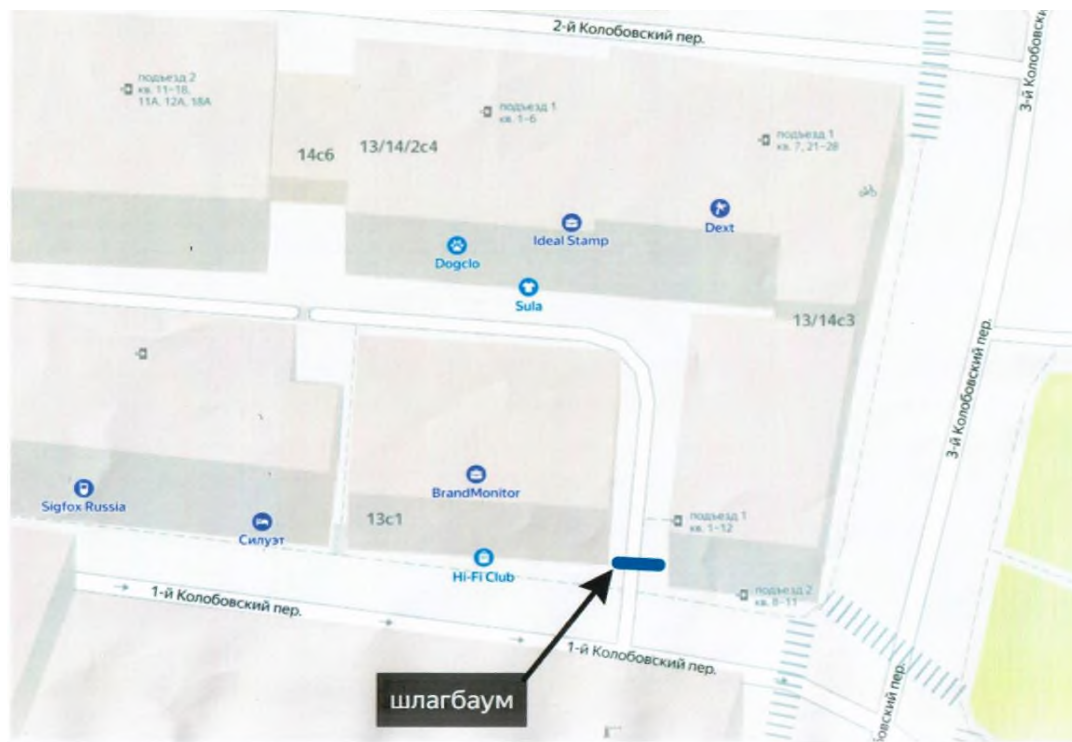 2-й Колобовский пер.
3-й Колобовский
подъезд 2
кв. 11-18,
11А, 12А, 18А
14с6
13/14/2с4
подъезд 1
кв. 1-6
подъезд 1
кв. 7, 21-28
Ideal Stamp
Dext
Dogclo
Sula
13/14с3
3-й Колобовский пер.
BrandMonitor
Sigfox Russia
Силуэт
13с1
Hi-Fi Club
подъезд 1
кв. 1-12
подъезд 2
кв. 8-11
1-й Колобовский пер.
1-й Колобовский пер.
шлагбаум
бовский пер.